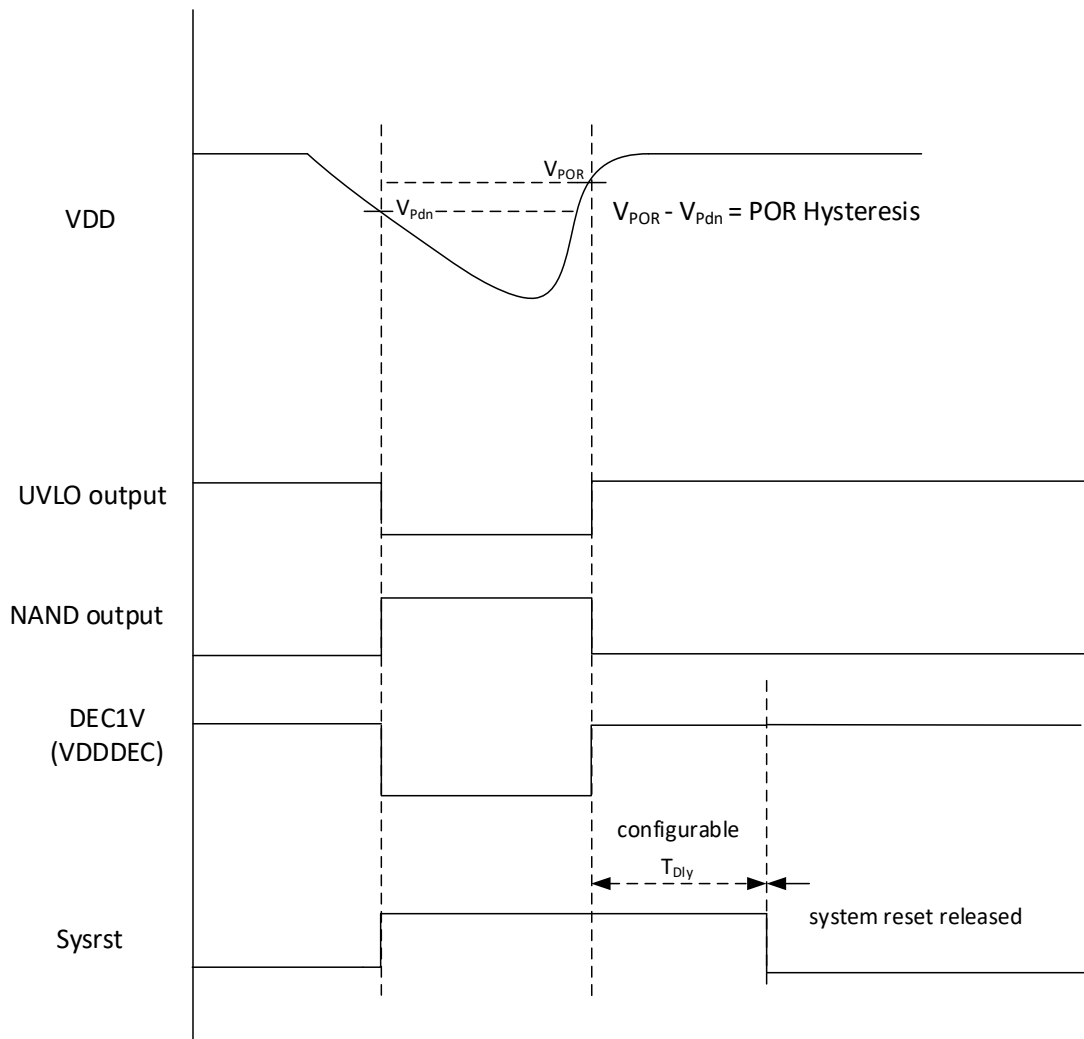 V_POR
VDD
V_Pdn
V_POR - V_Pdn = POR Hysteresis
UVLO output
NAND output
DEC1V
(VDDDEC)
configurable
T_Dly
system reset released
Sysrst